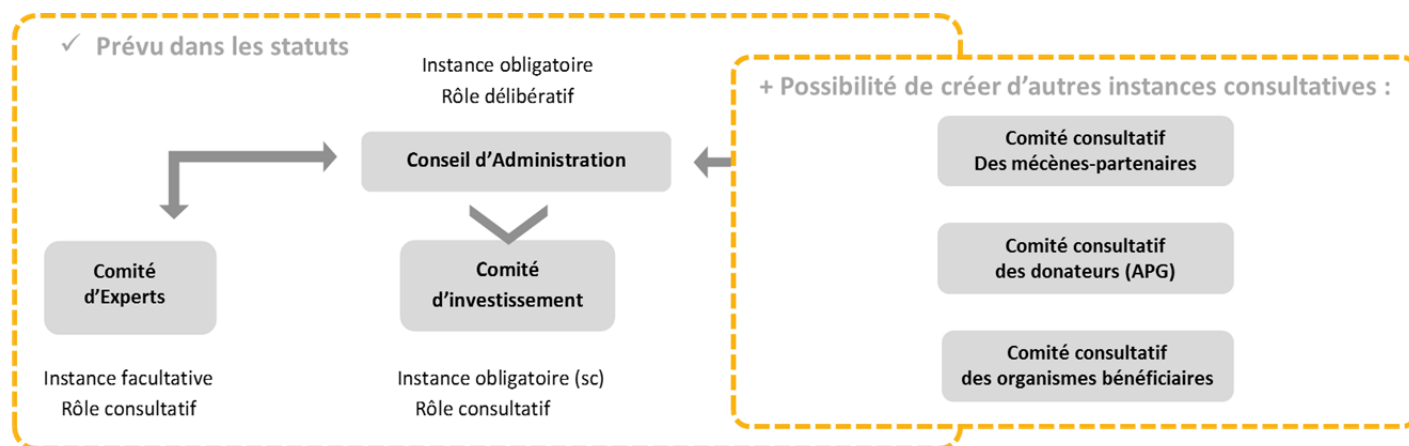 ✓ Prévu dans les statuts
Instance obligatoire
Rôle délibératif
Conseil d’Administration
Comité
d’Experts
Instance facultative
Rôle consultatif
Comité
d’investissement
Instance obligatoire (sc)
Rôle consultatif
+ Possibilité de créer d’autres instances consultatives :
Comité consultatif
Des mécènes-partenaires
Comité consultatif
des donateurs (APG)
Comité consultatif
des organismes bénéficiaires